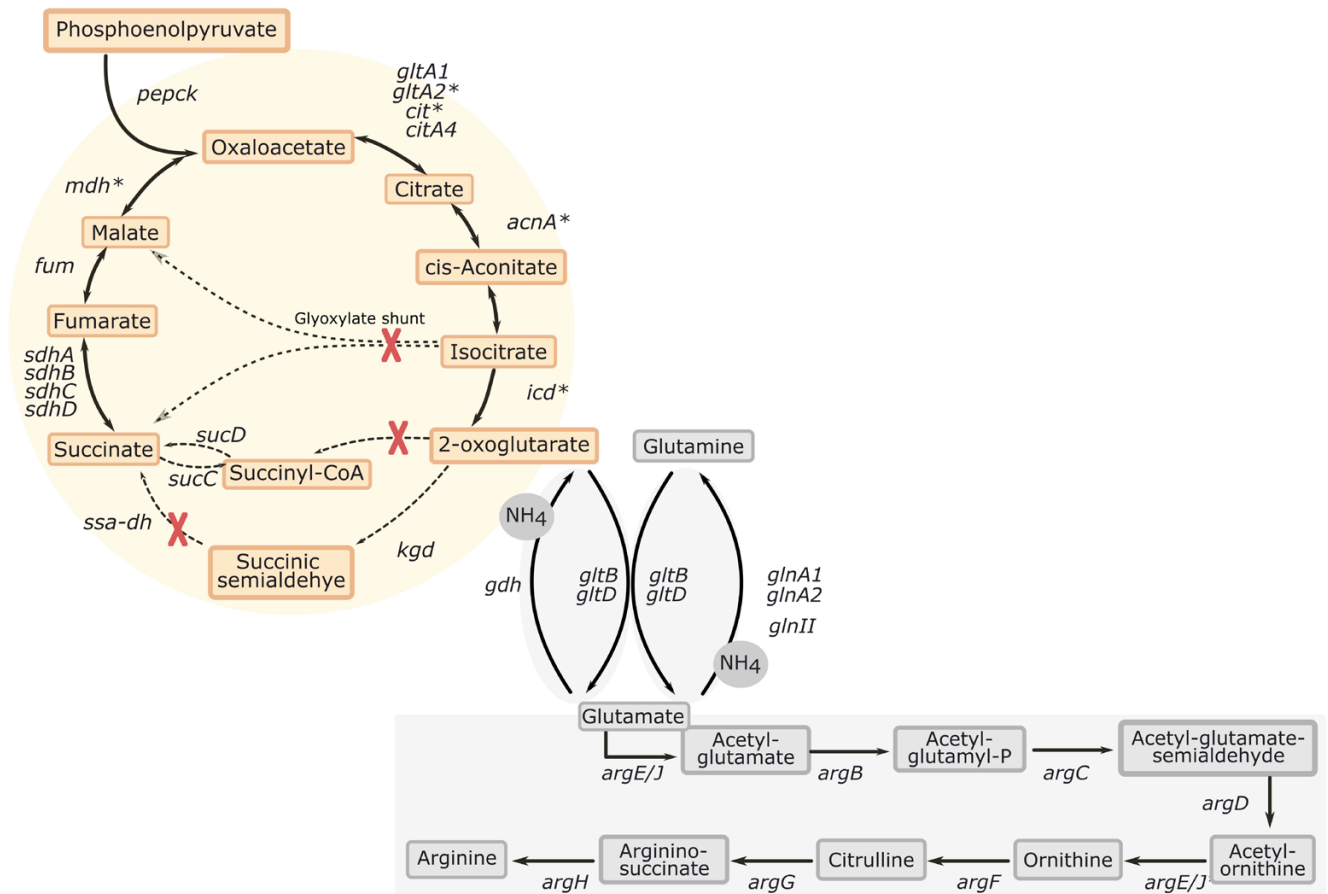 Phosphoenolpyruvate
pepck
gltA1
gltA2*
cit*
citA4
Oxaloacetate
mdh*
Citrate
Malate
acnA*
fum
cis-Aconitate
Fumarate
Glyoxylate shunt
Isocitrate
sdhA
sdhB
sdhC
sdhD
icd*
Succinate
sucD
sucC
Succinyl-CoA
2-oxoglutarate
Glutamine
ssa-dh
Succinic
semialdehye
kgd
NH4
gdh
gltB
gltD
gltB
gltD
glnA1
glnA2
glnII
NH4
Glutamate
argE/J
Acetyl-
glutamate
argB
Acetyl-
glutamyl-P
argC
Acetyl-glutamate-
semialdehyde
argD
Arginine
argH
Arginino-
succinate
argG
Citrulline
argF
Ornithine
argE/J*
Acetyl-
ornithine